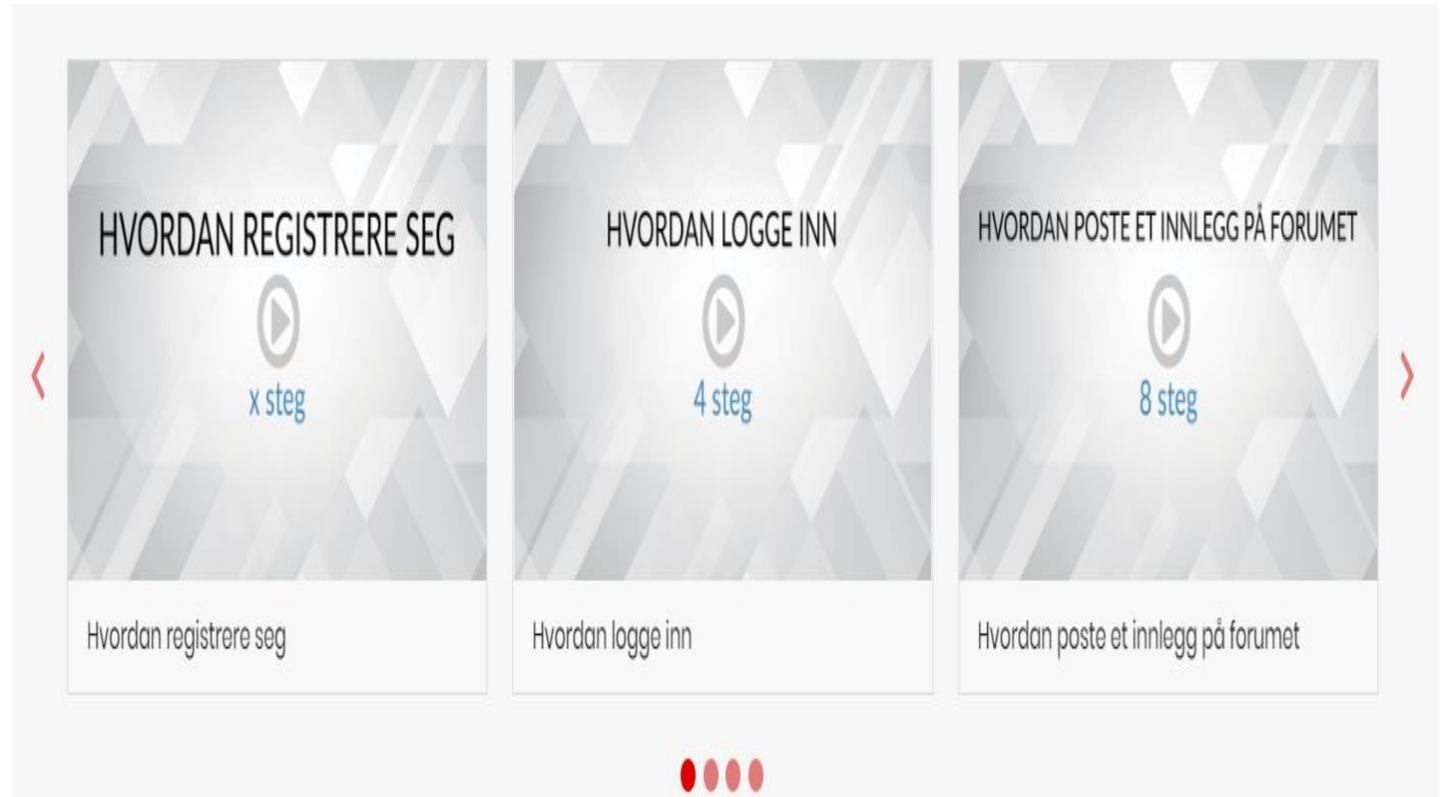 HVORDAN REGISTRERE SEG
x steg
Hvordan registrere seg
HVORDAN LOGGE INN
4 steg
Hvordan logge inn
HVORDAN POSTE ET INNLEGG PÅ FORUMET
8 steg
Hvordan poste et innlegg på forumet